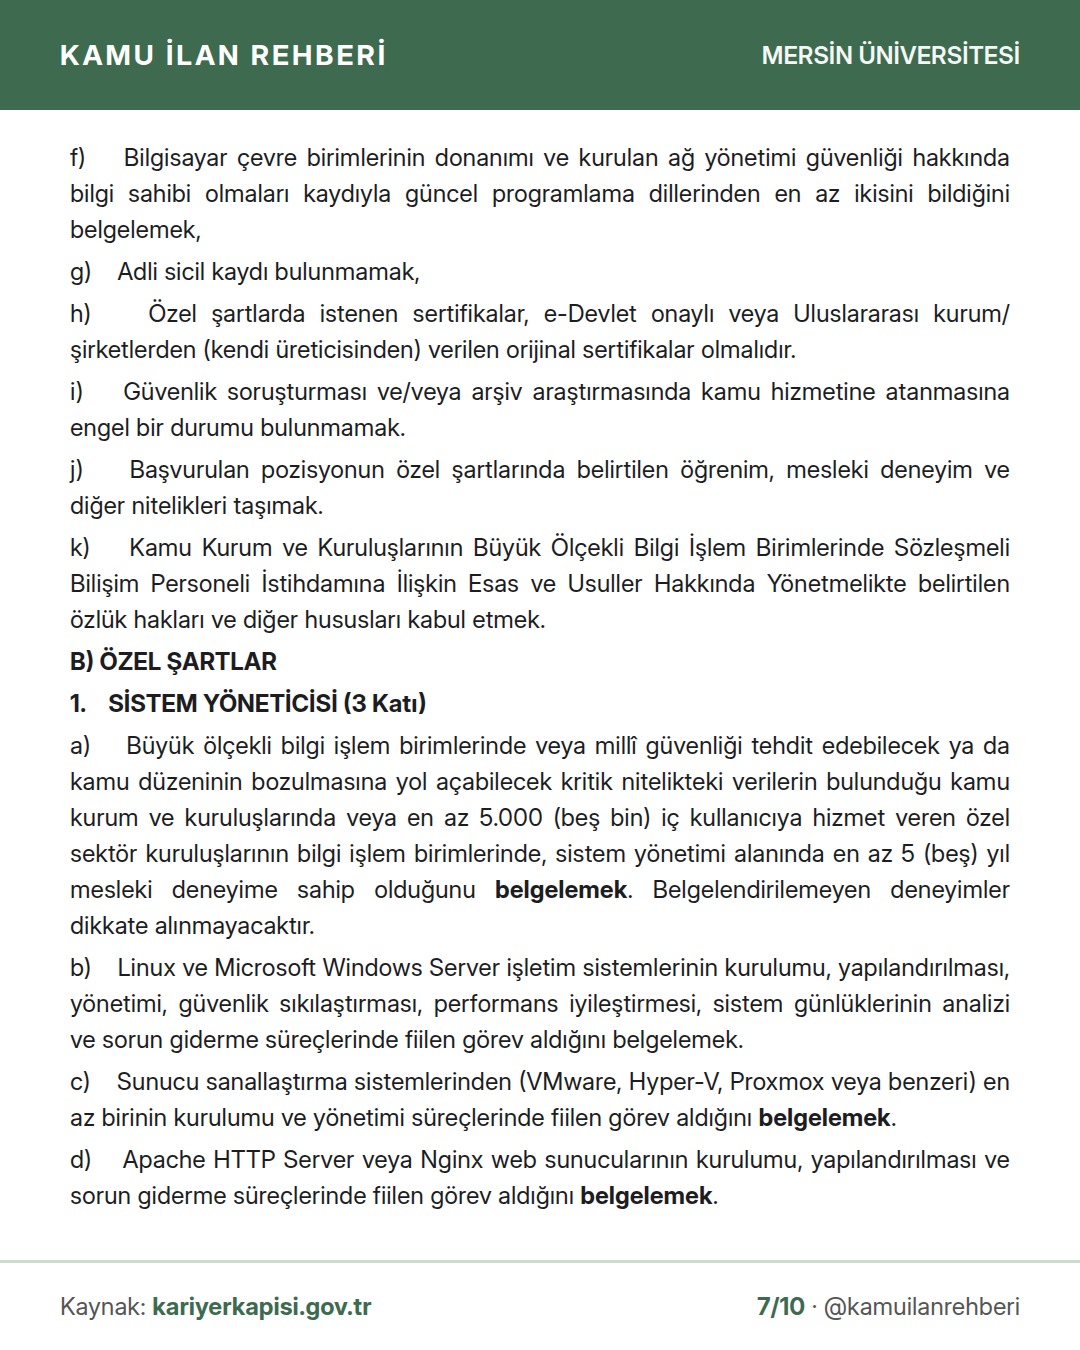 KAMU İLAN REHBERİ
MERSİN ÜNİVERSİTESİ
f) Bilgisayar çevre birimlerinin donanımı ve kurulan ağ yönetimi güvenliği hakkında
bilgi sahibi olmaları kaydıyla güncel programlama dillerinden en az ikisini bildiğini
belgelemek,
g) Adli sicil kaydı bulunmamak,
h) Özel şartlarda istenen sertifikalar, e-Devlet onaylı veya Uluslararası kurum/
şirketlerden (kendi üreticisinden) verilen orijinal sertifikalar olmalıdır.
i) Güvenlik soruşturması ve/veya arşiv araştırmasında kamu hizmetine atanmasına
engel bir durumu bulunmamak.
j) Başvurulan pozisyonun özel şartlarında belirtilen öğrenim, mesleki deneyim ve
diğer nitelikleri taşımak.
k) Kamu Kurum ve Kuruluşlarının Büyük Ölçekli Bilgi İşlem Birimlerinde Sözleşmeli
Bilişim Personeli İstihdamına İlişkin Esas ve Usuller Hakkında Yönetmelikte belirtilen
özlük hakları ve diğer hususları kabul etmek.
B) ÖZEL ŞARTLAR
1. SİSTEM YÖNETİCİSİ (3 Katı)
a) Büyük ölçekli bilgi işlem birimlerinde veya millî güvenliği tehdit edebilecek ya da
kamu düzeninin bozulmasına yol açabilecek kritik nitelikteki verilerin bulunduğu kamu
kurum ve kuruluşlarında veya en az 5.000 (beş bin) iç kullanıcıya hizmet veren özel
sektör kuruluşlarının bilgi işlem birimlerinde, sistem yönetimi alanında en az 5 (beş) yıl
mesleki deneyime sahip olduğunu belgelemek. Belgelendirilemeyen deneyimler
dikkate alınmayacaktır.
b) Linux ve Microsoft Windows Server işletim sistemlerinin kurulumu, yapılandırılması,
yönetimi, güvenlik sıkılaştırması, performans iyileştirmesi, sistem günlüklerinin analizi
ve sorun giderme süreçlerinde fiilen görev aldığını belgelemek.
c) Sunucu sanallaştırma sistemlerinden (VMware, Hyper-V, Proxmox veya benzeri) en
az birinin kurulumu ve yönetimi süreçlerinde fiilen görev aldığını belgelemek.
d) Apache HTTP Server veya Nginx web sunucularının kurulumu, yapılandırılması ve
sorun giderme süreçlerinde fiilen görev aldığını belgelemek.
Kaynak: kariyerkapisi.gov.tr
7/10 · @kamuilanrehberi